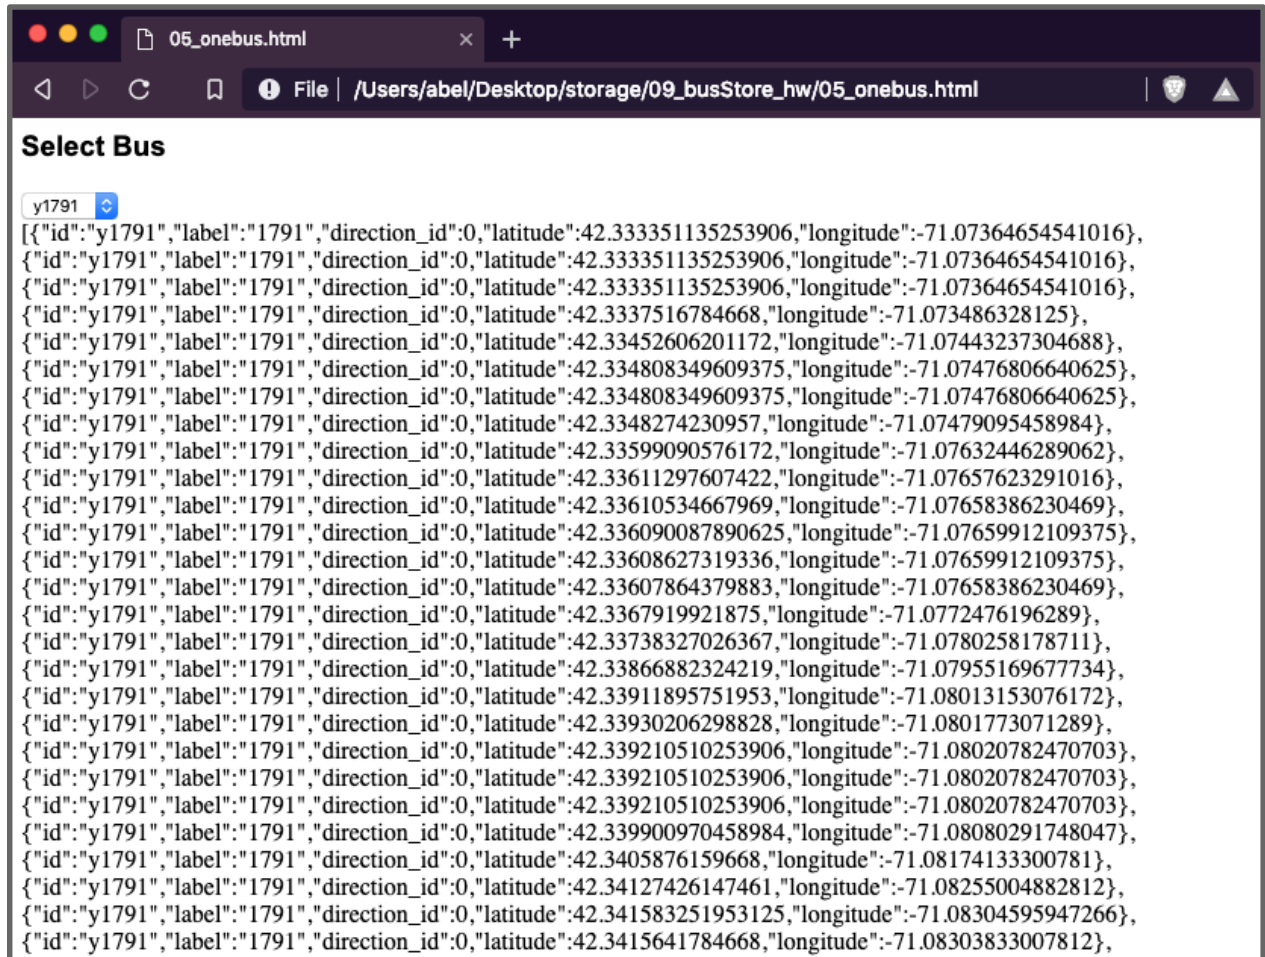 05_onebus.html
File | /Users/abel/Desktop/storage/09_busStore_hw/05_onebus.html
Select Bus
y1791
[{"id":"y1791","label":"1791","direction_id":0,"latitude":42.333351135253906,"longitude":-71.07364654541016},
{"id":"y1791","label":"1791","direction_id":0,"latitude":42.333351135253906,"longitude":-71.07364654541016},
{"id":"y1791","label":"1791","direction_id":0,"latitude":42.333351135253906,"longitude":-71.07364654541016},
{"id":"y1791","label":"1791","direction_id":0,"latitude":42.3337516784668,"longitude":-71.073486328125},
{"id":"y1791","label":"1791","direction_id":0,"latitude":42.33452606201172,"longitude":-71.07443237304688},
{"id":"y1791","label":"1791","direction_id":0,"latitude":42.334808349609375,"longitude":-71.07476806640625},
{"id":"y1791","label":"1791","direction_id":0,"latitude":42.334808349609375,"longitude":-71.07476806640625},
{"id":"y1791","label":"1791","direction_id":0,"latitude":42.3348274230957,"longitude":-71.07479095458984},
{"id":"y1791","label":"1791","direction_id":0,"latitude":42.33599090576172,"longitude":-71.07632446289062},
{"id":"y1791","label":"1791","direction_id":0,"latitude":42.33611297607422,"longitude":-71.07657623291016},
{"id":"y1791","label":"1791","direction_id":0,"latitude":42.33610534667969,"longitude":-71.07658386230469},
{"id":"y1791","label":"1791","direction_id":0,"latitude":42.336090087890625,"longitude":-71.07659912109375},
{"id":"y1791","label":"1791","direction_id":0,"latitude":42.33608627319336,"longitude":-71.076599912109375},
{"id":"y1791","label":"1791","direction_id":0,"latitude":42.33607864379883,"longitude":-71.07658386230469},
{"id":"y1791","label":"1791","direction_id":0,"latitude":42.3367919921875,"longitude":-71.0772476196289},
{"id":"y1791","label":"1791","direction_id":0,"latitude":42.33738327026367,"longitude":-71.0780258178711},
{"id":"y1791","label":"1791","direction_id":0,"latitude":42.33866882324219,"longitude":-71.07955169677734},
{"id":"y1791","label":"1791","direction_id":0,"latitude":42.33911895751953,"longitude":-71.08013153076172},
{"id":"y1791","label":"1791","direction_id":0,"latitude":42.33930206298828,"longitude":-71.0801773071289},
{"id":"y1791","label":"1791","direction_id":0,"latitude":42.339210510253906,"longitude":-71.08020782470703},
{"id":"y1791","label":"1791","direction_id":0,"latitude":42.339210510253906,"longitude":-71.08020782470703},
{"id":"y1791","label":"1791","direction_id":0,"latitude":42.339210510253906,"longitude":-71.08020782470703},
{"id":"y1791","label":"1791","direction_id":0,"latitude":42.339900970458984,"longitude":-71.08080291748047},
{"id":"y1791","label":"1791","direction_id":0,"latitude":42.3405876159668,"longitude":-71.08174133300781},
{"id":"y1791","label":"1791","direction_id":0,"latitude":42.34127426147461,"longitude":-71.08255004882812},
{"id":"y1791","label":"1791","direction_id":0,"latitude":42.341583251953125,"longitude":-71.08304595947266},
{"id":"y1791","label":"1791","direction_id":0,"latitude":42.3415641784668,"longitude":-71.08303833007812},